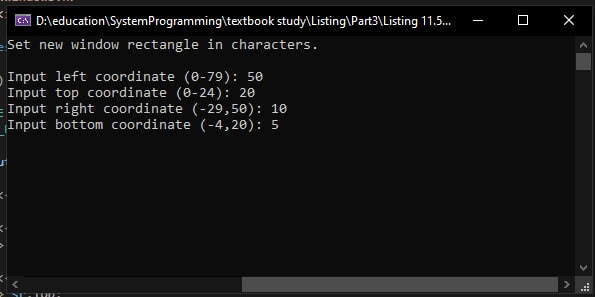 D:\education\SystemProgramming\textbook study\Listing\Part3\Listing 11.5...
Set new window rectangle in characters.
Input left coordinate (0-79): 50
Input top coordinate (0-24): 20
Input right coordinate (-29,50): 10
Input bottom coordinate (-4,20): 5